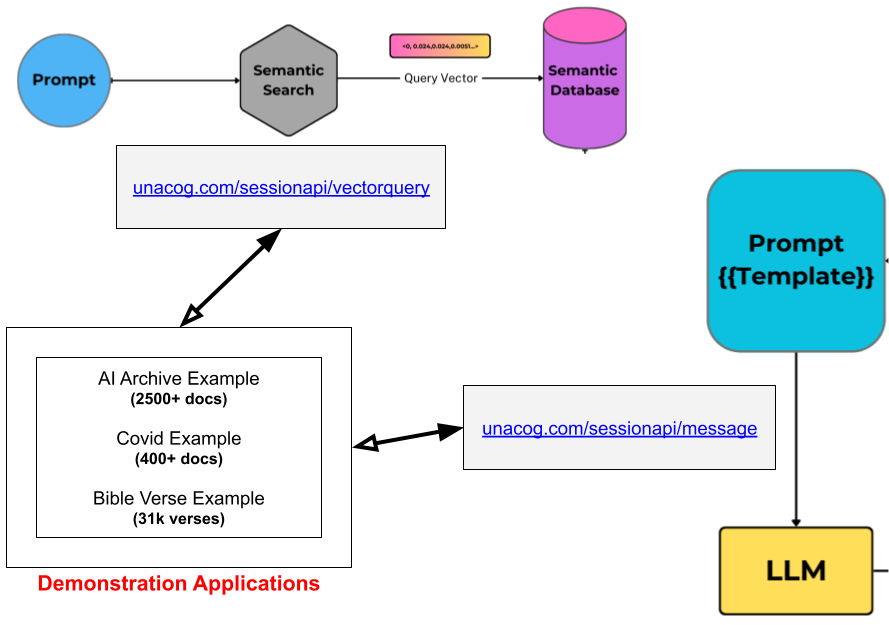 Prompt
Semantic
Search
<0, 0.024,0.024,0.0051...>
Query Vector
Semantic
Database
unacog.com/sessionapi/vectorquery
Prompt
{{Template}}
AI Archive Example
(2500+ docs)
Covid Example
(400+ docs)
Bible Verse Example
(31k verses)
unacog.com/sessionapi/message
LLM
Demonstration Applications